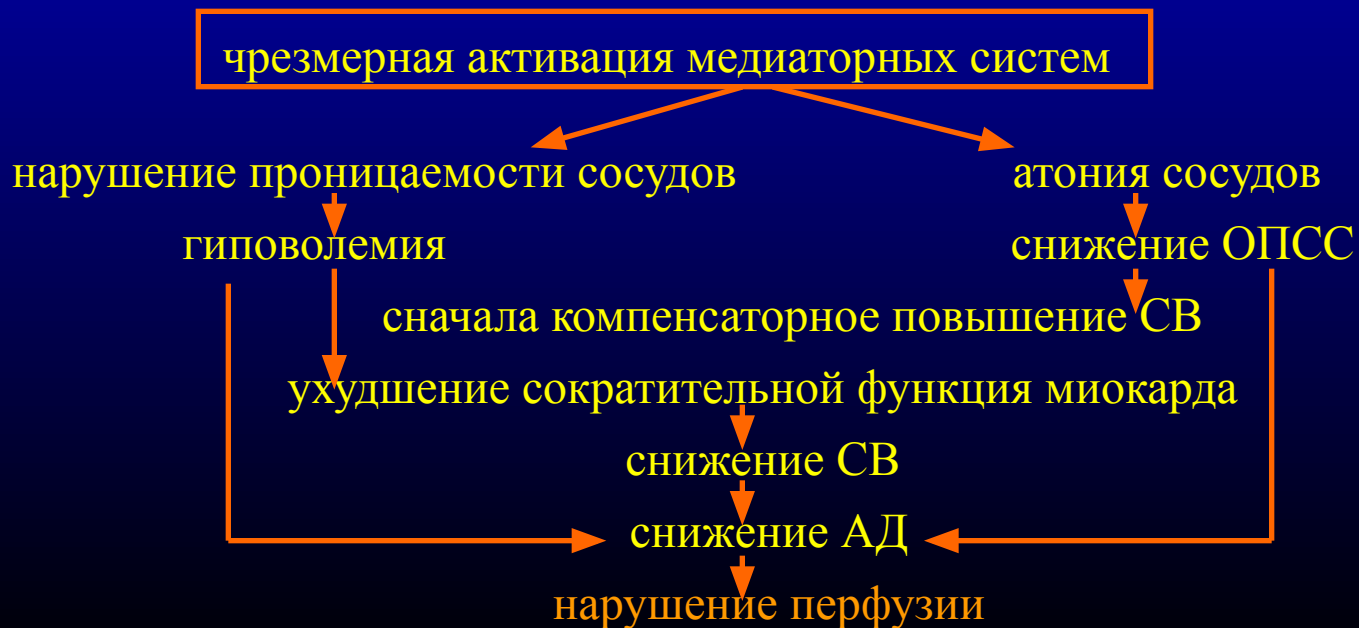 чрезмерная активация медиаторных систем
нарушение проницаемости сосудов
атония сосудов
гиповолемия
снижение ОПСС
сначала компенсаторное повышение СВ
ухудшение сократительной функция миокарда
снижение СВ
снижение АД
нарушение перфузии